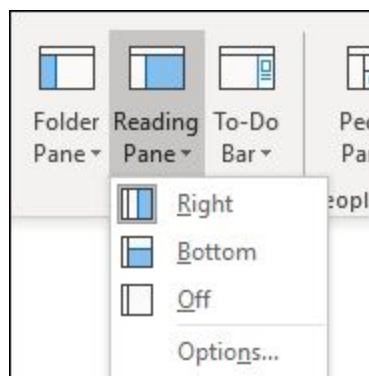 Folder Reading To-Do
Pane Pane Bar
Right
Bottom
Off
Options...